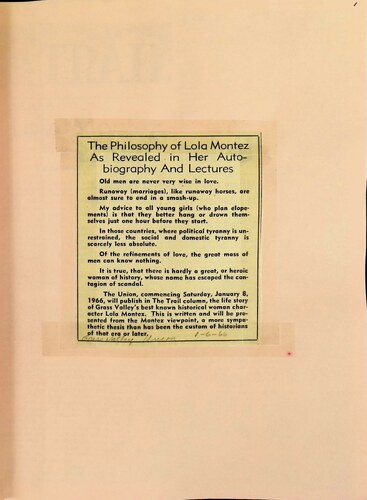 The Philosophy of Lola Montez
As Revealed in Her Auto-
biography And Lectures
Old men are never very wise in love.
Runaway (marriages), like runaway horses, are
almost sure to end in a smash-up.
My advice to all young girls (who plan elope-
ments) is that they better hang or drown them-
selves just one hour before they start.
In those countries, where political tyranny is un-
restrained, the social and domestic tyranny is
scarcely less absolute.
Of the refinements of love, the great mass of
men can know nothing.
It is true, that there is hardly a great, or heroic
woman of history, whose name has escaped the con-
tagion of scandal.
The Union, commencing Saturday, January 8,
1966, will publish in The Trail column, the life story
of Grass Valley's best known historical woman char-
acter Lola Montez. This is written and will be pre-
sented from the Montez viewpoint, a more sympa-
thetic thesis than has been the custom of historians
of that era or later.
Grass Valley Union 1-6-66